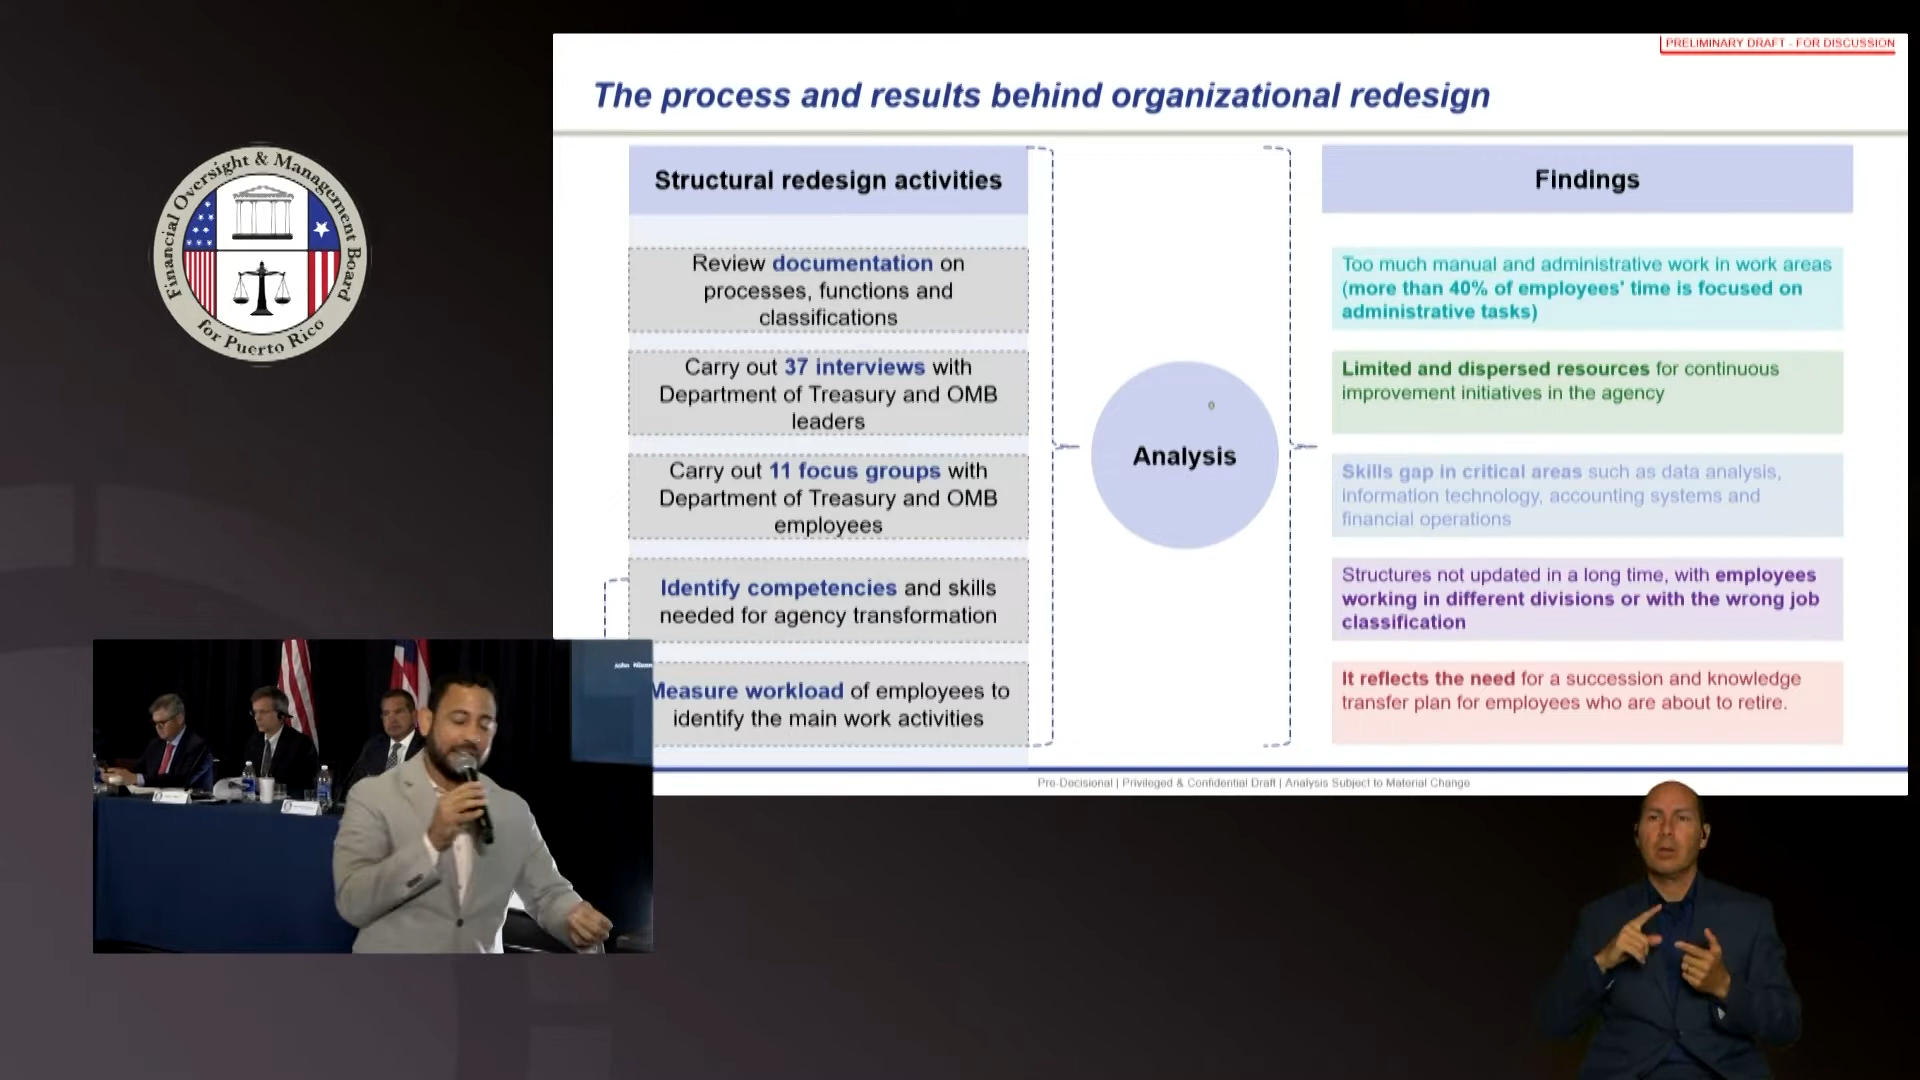 PRELIMINARY DRAFT - FOR DISCUSSION
The process and results behind organizational redesign
Financial Oversight & Management Board
for Puerto Rico
Structural redesign activities
Review documentation on
processes, functions and
classifications
Carry out 37 interviews with
Department of Treasury and OMB
leaders
Carry out 11 focus groups with
Department of Treasury and OMB
employees
Identify competencies and skills
needed for agency transformation
Measure workload of employees to
identify the main work activities
Analysis
Findings
Too much manual and administrative work in work areas
(more than 40% of employees' time is focused on
administrative tasks)
Limited and dispersed resources for continuous
improvement initiatives in the agency
Skills gap in critical areas such as data analysis,
information technology, accounting systems and
financial operations
Structures not updated in a long time, with employees
working in different divisions or with the wrong job
classification
It reflects the need for a succession and knowledge
transfer plan for employees who are about to retire.
Pre-Decisional | Privileged & Confidential Draft | Analysis Subject to Material Change